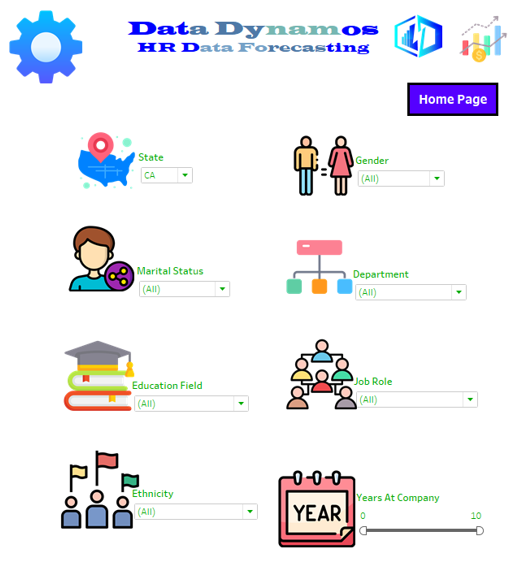 Data Dynamos
HR Data Forecasting
Home Page
State
CA
Gender
(All)
Marital Status
(All)
Department
(All)
Education Field
(All)
Job Role
(All)
Ethnicity
(All)
YEAR
Years At Company
0 10